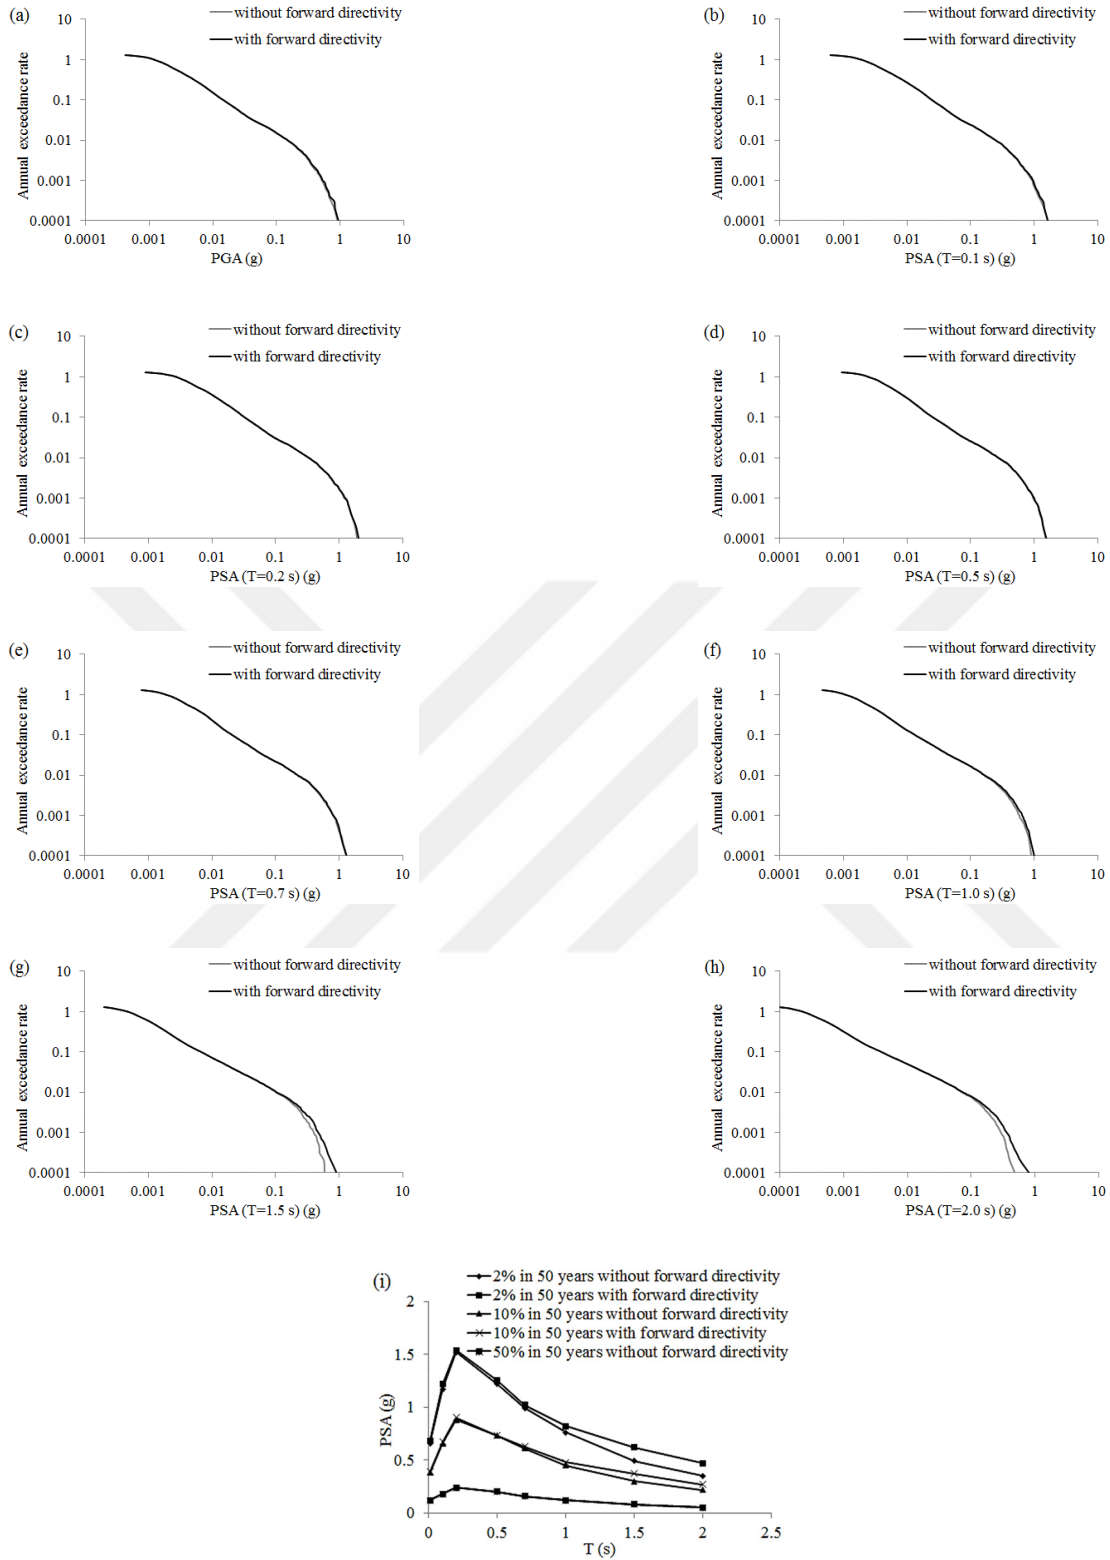 (a)
without forward directivity
with forward directivity
Annual exceedance rate
10
1
0.1
0.01
0.001
0.0001
0.0001 0.001 0.01 0.1 1 10
PGA (g)
(b)
without forward directivity
with forward directivity
Annual exceedance rate
10
1
0.1
0.01
0.001
0.0001
0.0001 0.001 0.01 0.1 1 10
PSA (T=0.1 s) (g)
(c)
without forward directivity
with forward directivity
Annual exceedance rate
10
1
0.1
0.01
0.001
0.0001
0.0001 0.001 0.01 0.1 1 10
PSA (T=0.2 s) (g)
(d)
without forward directivity
with forward directivity
Annual exceedance rate
10
1
0.1
0.01
0.001
0.0001
0.0001 0.001 0.01 0.1 1 10
PSA (T=0.5 s) (g)
(e)
without forward directivity
with forward directivity
Annual exceedance rate
10
1
0.1
0.01
0.001
0.0001
0.0001 0.001 0.01 0.1 1 10
PSA (T=0.7 s) (g)
(f)
without forward directivity
with forward directivity
Annual exceedance rate
10
1
0.1
0.01
0.001
0.0001
0.0001 0.001 0.01 0.1 1 10
PSA (T=1.0 s) (g)
(g)
without forward directivity
with forward directivity
Annual exceedance rate
10
1
0.1
0.01
0.001
0.0001
0.0001 0.001 0.01 0.1 1 10
PSA (T=1.5 s) (g)
(h)
without forward directivity
with forward directivity
Annual exceedance rate
10
1
0.1
0.01
0.001
0.0001
0.0001 0.001 0.01 0.1 1 10
PSA (T=2.0 s) (g)
(i)
2% in 50 years without forward directivity
2% in 50 years with forward directivity
10% in 50 years without forward directivity
10% in 50 years with forward directivity
50% in 50 years without forward directivity
PSA (g)
2
1.5
1
0.5
0
0 0.5 1 1.5 2 2.5
T (s)